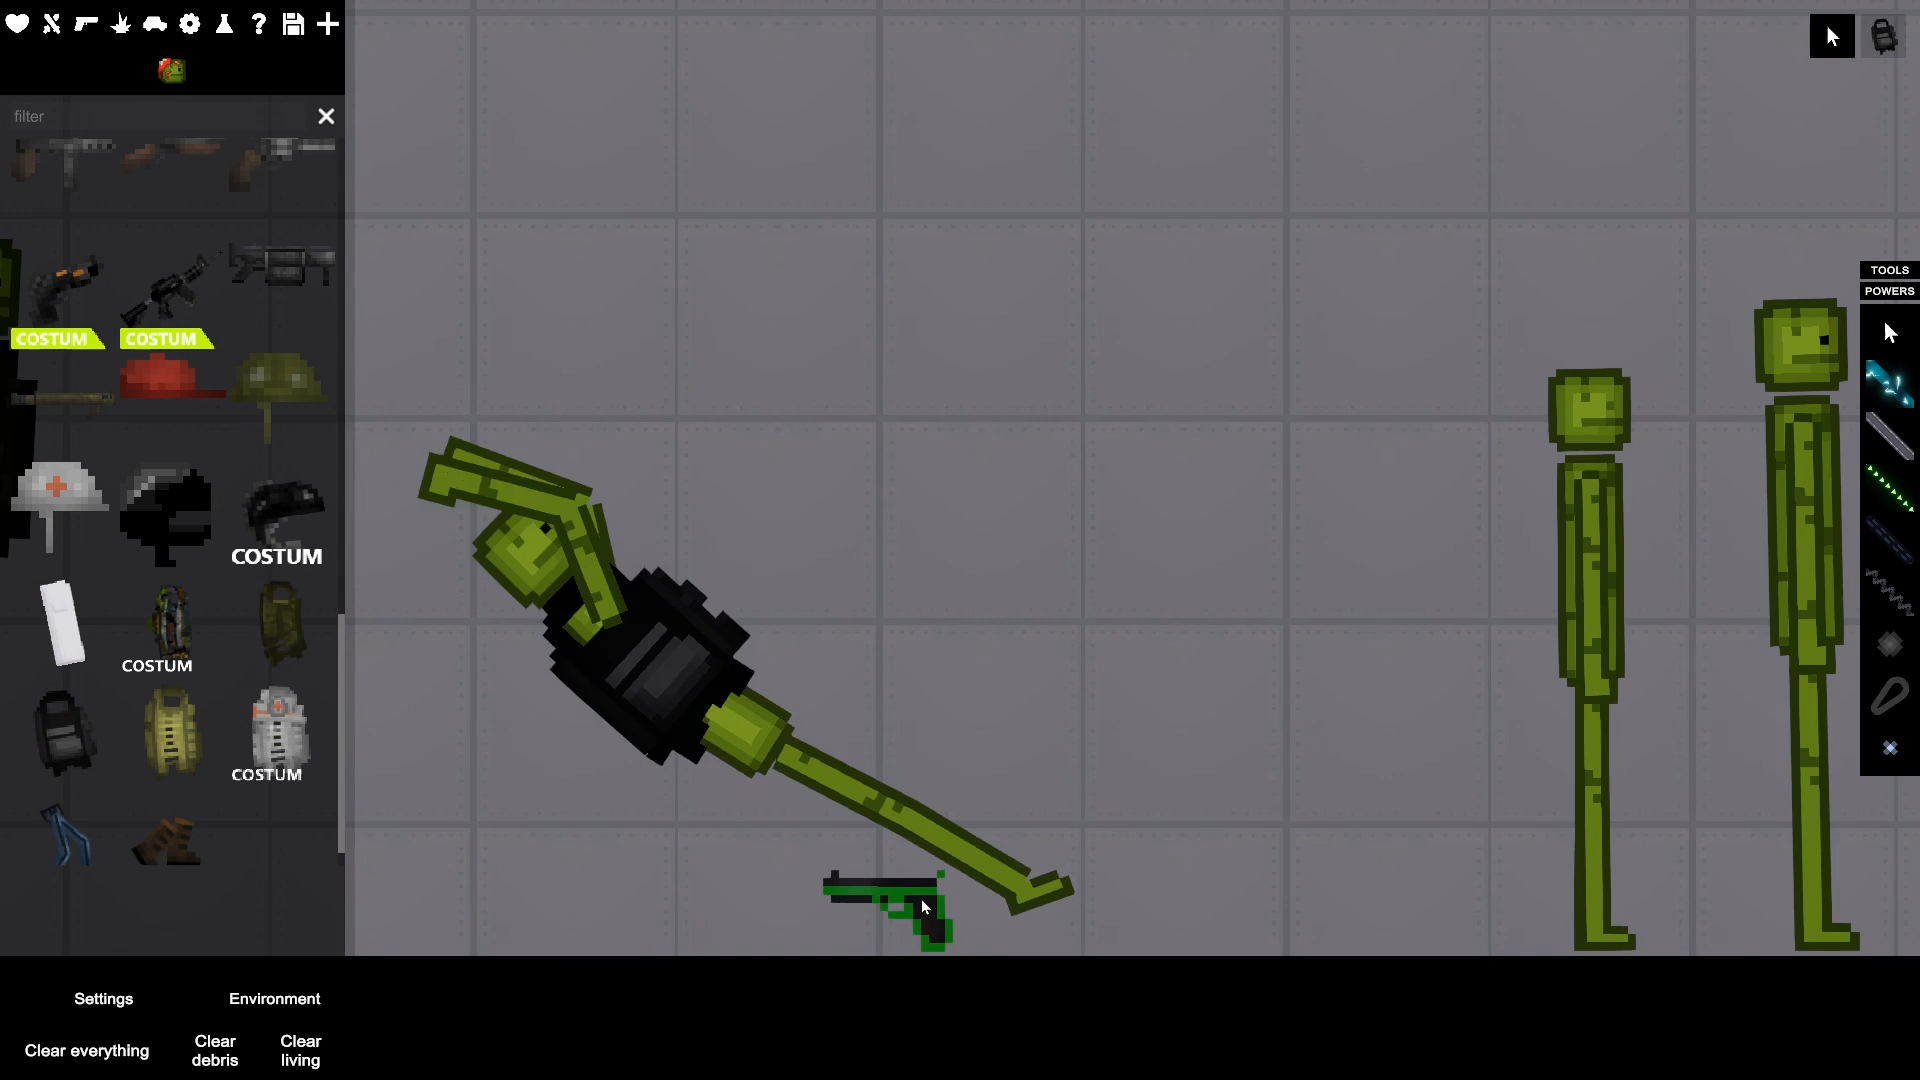 filter
TOOLS
POWERS
COSTUM
COSTUM
COSTUM
COSTUM
COSTUM
Settings
Environment
Clear everything
Clear
debris
Clear
living